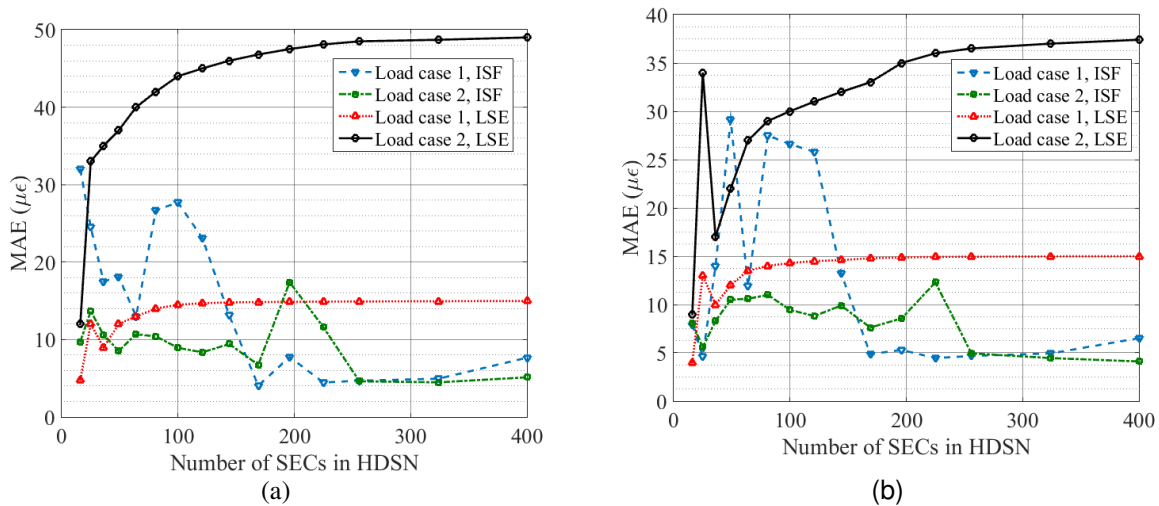 50
40
30
20
10
0
MAE (με)
Load case 1, ISF
Load case 2, ISF
Load case 1, LSE
Load case 2, LSE
0 100 200 300 400
Number of SECs in HDSN
(a)
40
35
30
25
20
15
10
5
0
MAE (με)
Load case 1, ISF
Load case 2, ISF
Load case 1, LSE
Load case 2, LSE
0 100 200 300 400
Number of SECs in HDSN
(b)